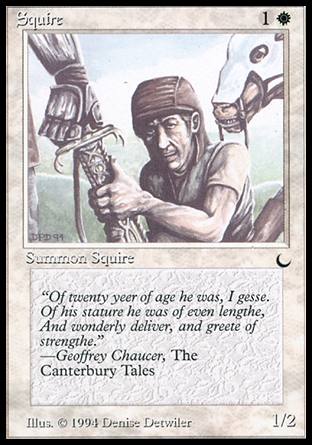 Squire 1
DPD 94
Summon Squire
“Of twenty yeer of age he was, I gesse.
Of his stature he was of even lengthe,
And wonderly deliver, and greete of
strengthe.”
—Geoffrey Chaucer, The
Canterbury Tales
Illus. © 1994 Denise Detwiler 1/2